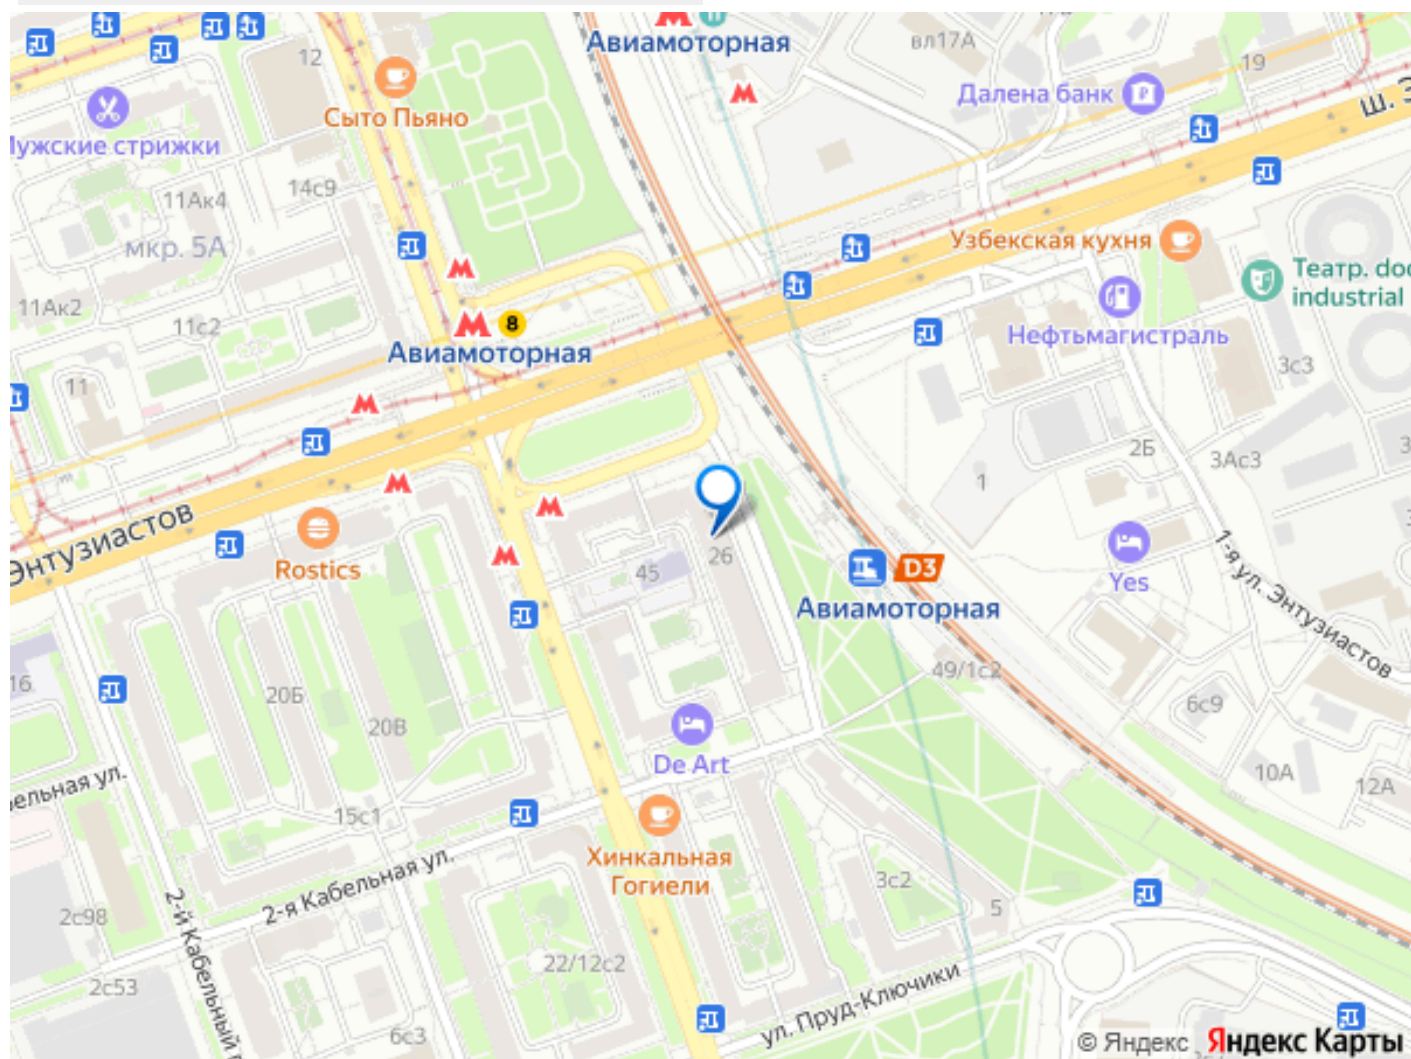 Авиамоторная
вл17А
12
19
Далена банк
Сыто Пьяно
Мужские стрижки
ш. Э
14с9
11Ак4
мкр. 5А
Узбекская кухня
Театр. doc
industrial
11Ак2
11с2
8
Нефтьмагистраль
Авиамоторная
3с3
11
2Б
3Ас3
1
Энтузиастов
Rostics
26
45
D3
Авиамоторная
Yes
1-я ул. Энтузиастов
16
20Б
20В
49/1с2
6с9
De Art
бельная ул.
10А
12А
15с1
Хинкальная
Гогиели
2-я Кабельная ул.
3с2
5
2с98
2-й Кабельный п
22/12с2
2с53
ул. Пруд-Ключики
6с3
© Яндекс
Яндекс Карты